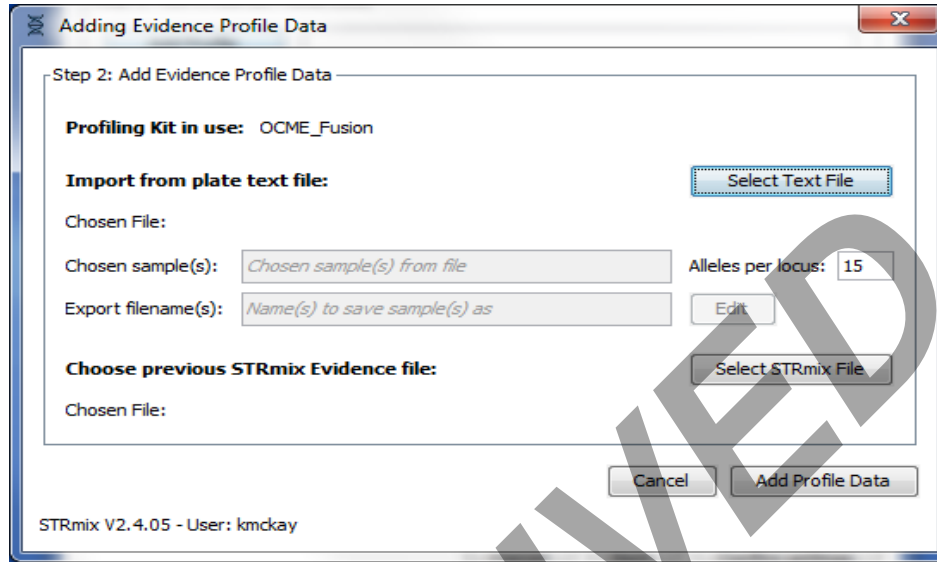 Adding Evidence Profile Data
Step 2: Add Evidence Profile Data
Profiling Kit in use: OCME_Fusion
Import from plate text file: Select Text File
Chosen File:
Chosen sample(s): Chosen sample(s) from file Alleles per locus: 15
Export filename(s): Name(s) to save sample(s) as Edit
Choose previous STRmix Evidence file: Select STRmix File
Chosen File:
Cancel Add Profile Data
STRmix V2.4.05 - User: kmckay